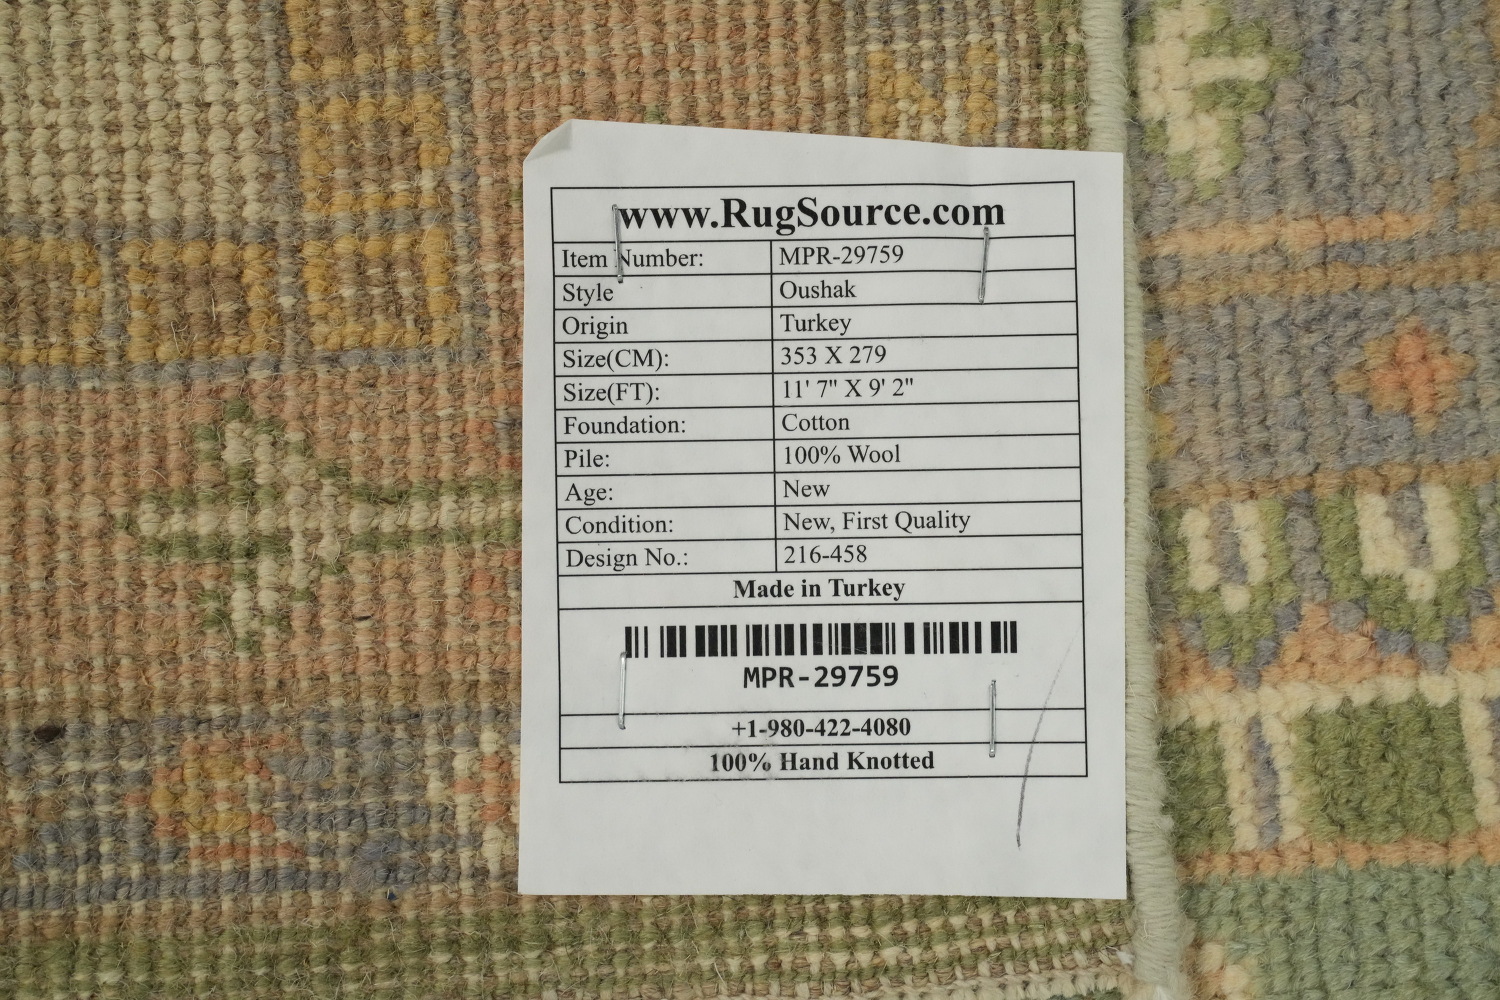 www.RugSource.com
Item Number: MPR-29759
Style Oushak
Origin Turkey
Size(CM): 353 X 279
Size(FT): 11' 7" X 9' 2"
Foundation: Cotton
Pile: 100% Wool
Age: New
Condition: New, First Quality
Design No.: 216-458
Made in Turkey
MPR-29759
+1-980-422-4080
100% Hand Knotted